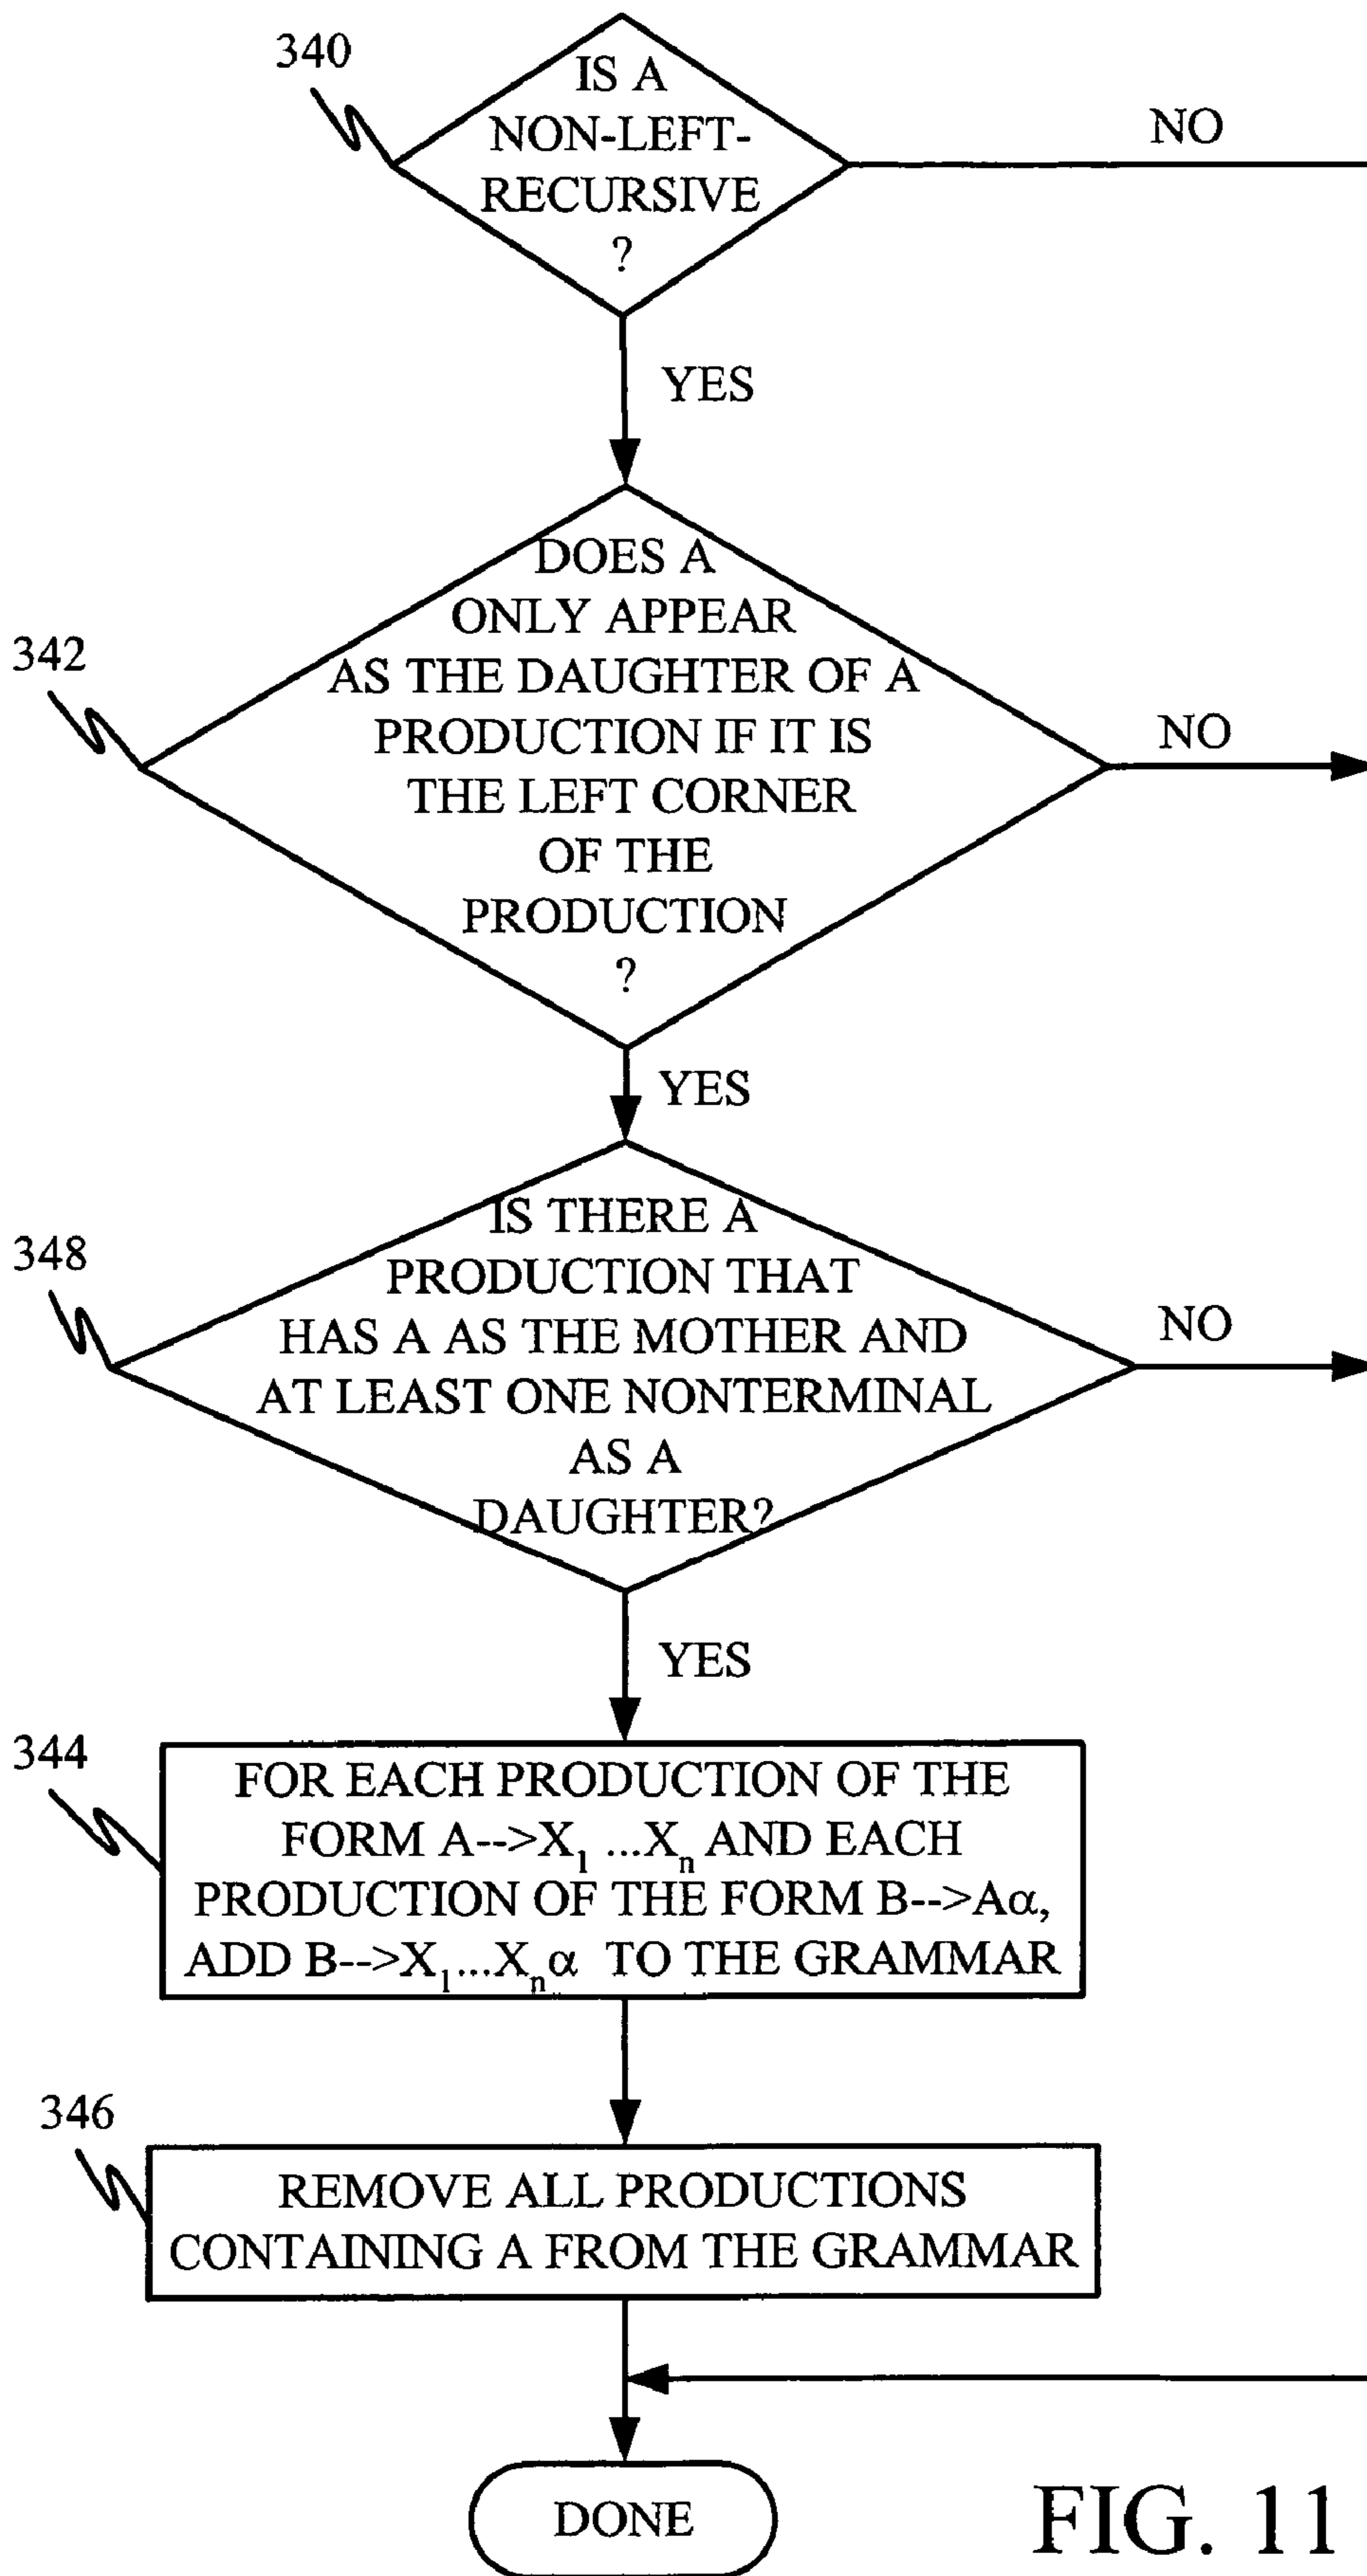 340
IS A
NON-LEFT-
RECURSIVE
?
NO
YES
342
DOES A
ONLY APPEAR
AS THE DAUGHTER OF A
PRODUCTION IF IT IS
THE LEFT CORNER
OF THE
PRODUCTION
?
NO
YES
348
IS THERE A
PRODUCTION THAT
HAS A AS THE MOTHER AND
AT LEAST ONE NONTERMINAL
AS A
DAUGHTER?
NO
YES
344
FOR EACH PRODUCTION OF THE
FORM A-->X₁ ...Xₙ AND EACH
PRODUCTION OF THE FORM B-->Aα,
ADD B-->X₁...Xₙα TO THE GRAMMAR
346
REMOVE ALL PRODUCTIONS
CONTAINING A FROM THE GRAMMAR
DONE
FIG. 11